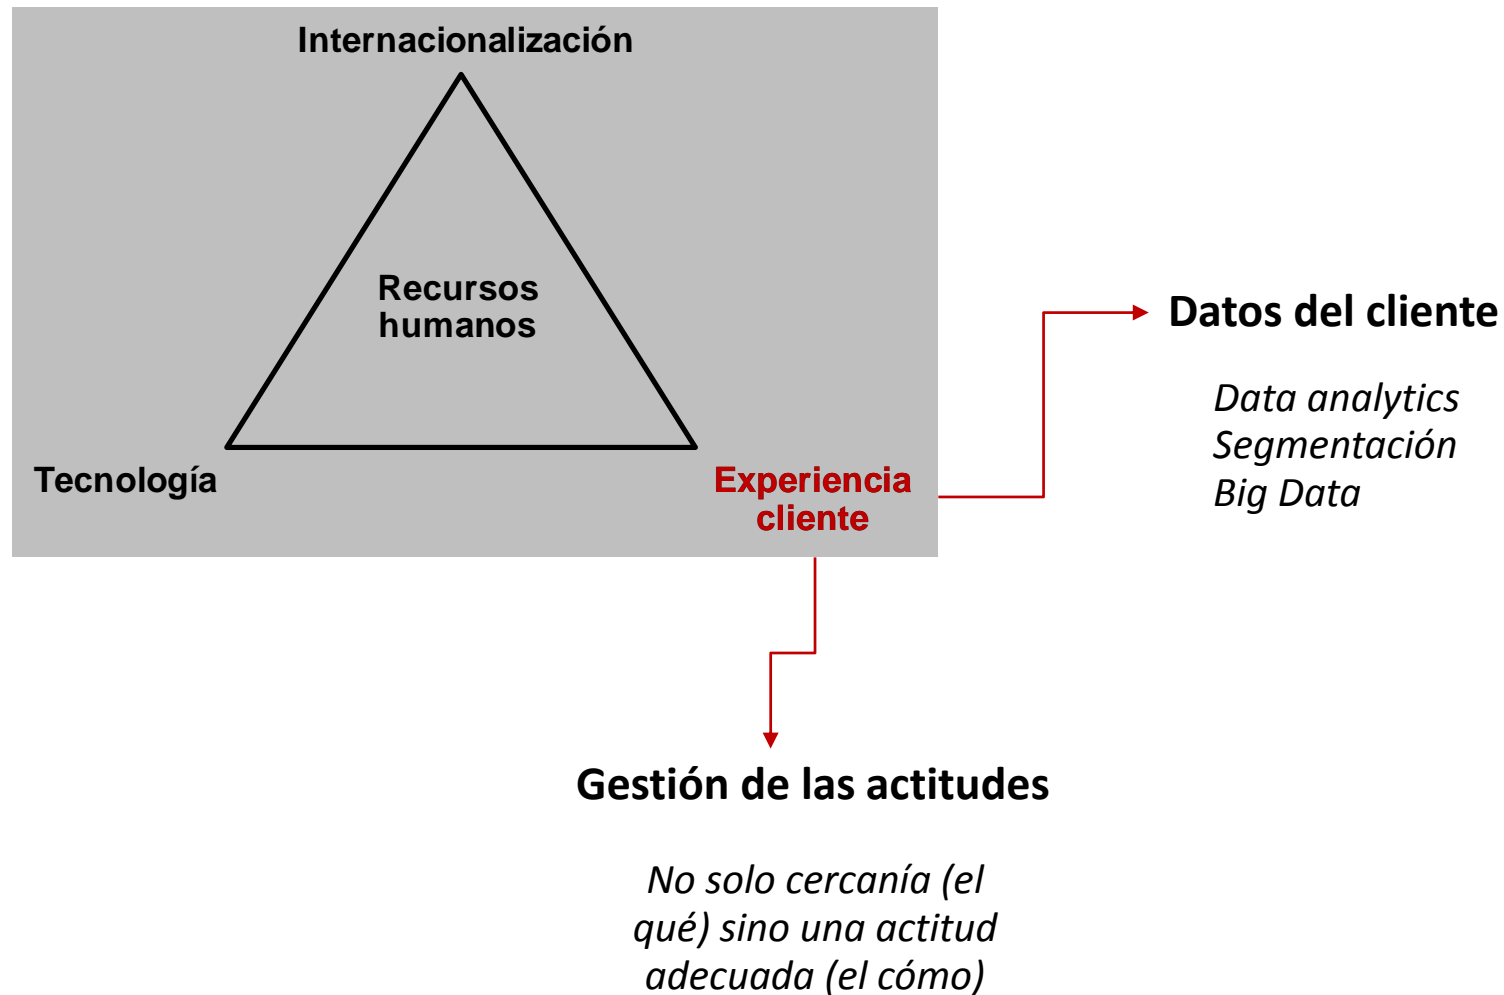 Internacionalización
Recursos
humanos
Tecnología
Experiencia
cliente
Datos del cliente
Data analytics
Segmentación
Big Data
Gestión de las actitudes
No solo cercanía (el
qué) sino una actitud
adecuada (el cómo)